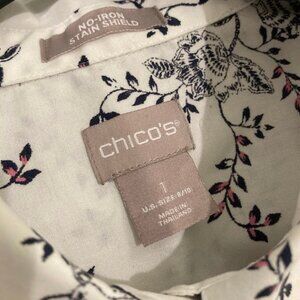 NO-IRON
STAIN SHIELD
chico's®
1
U.S. SIZE: 8/10
MADE IN
THAILAND